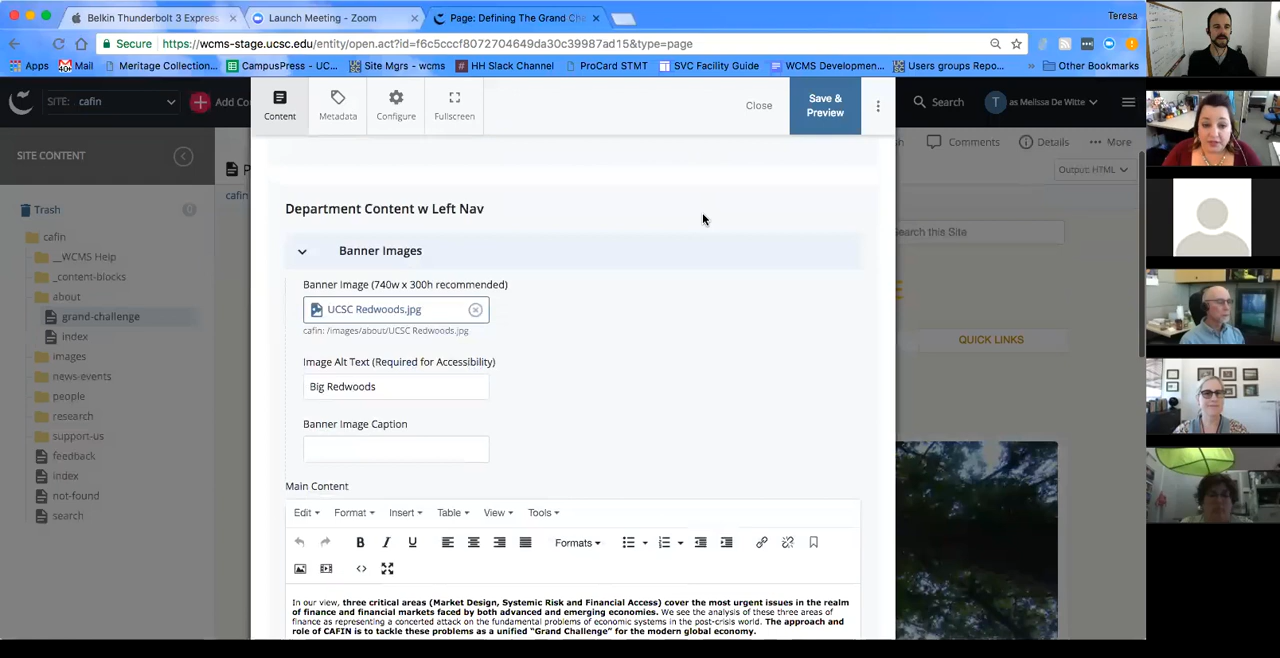 Belkin Thunderbolt 3 Express
Launch Meeting - Zoom
Page: Defining The Grand Cha
Teresa
Secure
https://wcms-stage.ucsc.edu/entity/open.act?id=f6c5cccf8072704649da30c39987ad15&type=page
Apps
40+ Mail
Meritage Collection...
CampusPress - UC...
Site Mgrs - wcms
HH Slack Channel
ProCard STMT
SVC Facility Guide
WCMS Developmen...
Users groups Repo...
»
Other Bookmarks
SITE: cafin
Add Co
Content
Metadata
Configure
Fullscreen
Close
Save & Preview
Search
T as Melissa De Witte
SITE CONTENT
P
sh
Comments
Details
More
Output: HTML
cafin
Trash
0
cafin
__WCMS Help
_content-blocks
about
grand-challenge
index
images
news-events
people
research
support-us
feedback
index
not-found
search
Department Content w Left Nav
Banner Images
Banner Image (740w x 300h recommended)
UCSC Redwoods.jpg
cafin: /images/about/UCSC Redwoods.jpg
Image Alt Text (Required for Accessibility)
Big Redwoods
Banner Image Caption
Main Content
Edit Format Insert Table View Tools
B I U
Formats
In our view, three critical areas (Market Design, Systemic Risk and Financial Access) cover the most urgent issues in the realm
of finance and financial markets faced by both advanced and emerging economies. We see the analysis of these three areas of
finance as representing a concerted attack on the fundamental problems of economic systems in the post-crisis world. The approach and
role of CAFIN is to tackle these problems as a unified "Grand Challenge" for the modern global economy.
earch this Site
E
QUICK LINKS